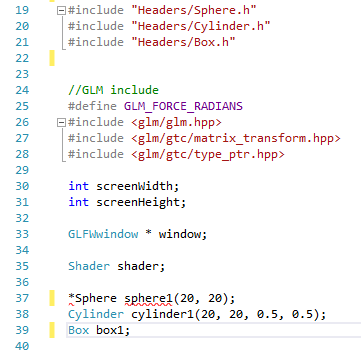 19 #include "Headers/Sphere.h"
20 #include "Headers/Cylinder.h"
21 #include "Headers/Box.h"
22
23
24 //GLM include
25 #define GLM_FORCE_RADIANS
26 #include <glm/glm.hpp>
27 #include <glm/gtc/matrix_transform.hpp>
28 #include <glm/gtc/type_ptr.hpp>
29
30 int screenWidth;
31 int screenHeight;
32
33 GLFWwindow * window;
34
35 Shader shader;
36
37 *Sphere sphere1(20, 20);
38 Cylinder cylinder1(20, 20, 0.5, 0.5);
39 Box box1;
40